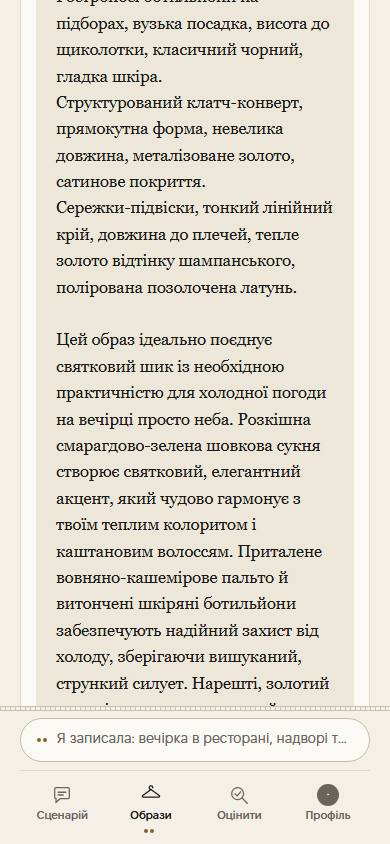 підборах, вузька посадка, висота до
щиколотки, класичний чорний,
гладка шкіра.
Структурований клатч-конверт,
прямокутна форма, невелика
довжина, металізоване золото,
сатинове покриття.
Сережки-підвіски, тонкий лінійний
крій, довжина до плечей, тепле
золото відтінку шампанського,
полірована позолочена латунь.
Цей образ ідеально поєднує
святковий шик із необхідною
практичністю для холодної погоди
на вечірці просто неба. Розкішна
смарагдово-зелена шовкова сукня
створює святковий, елегантний
акцент, який чудово гармонує з
твоїм теплим колоритом і
каштановим волоссям. Приталене
вовняно-кашемірове пальто й
витончені шкіряні ботильйони
забезпечують надійний захист від
холоду, зберігаючи вишуканий,
стрункий силует. Нарешті, золотий
Я записала: вечірка в ресторані, надворі т...
Сценарій
Образи
Оцінити
Профіль